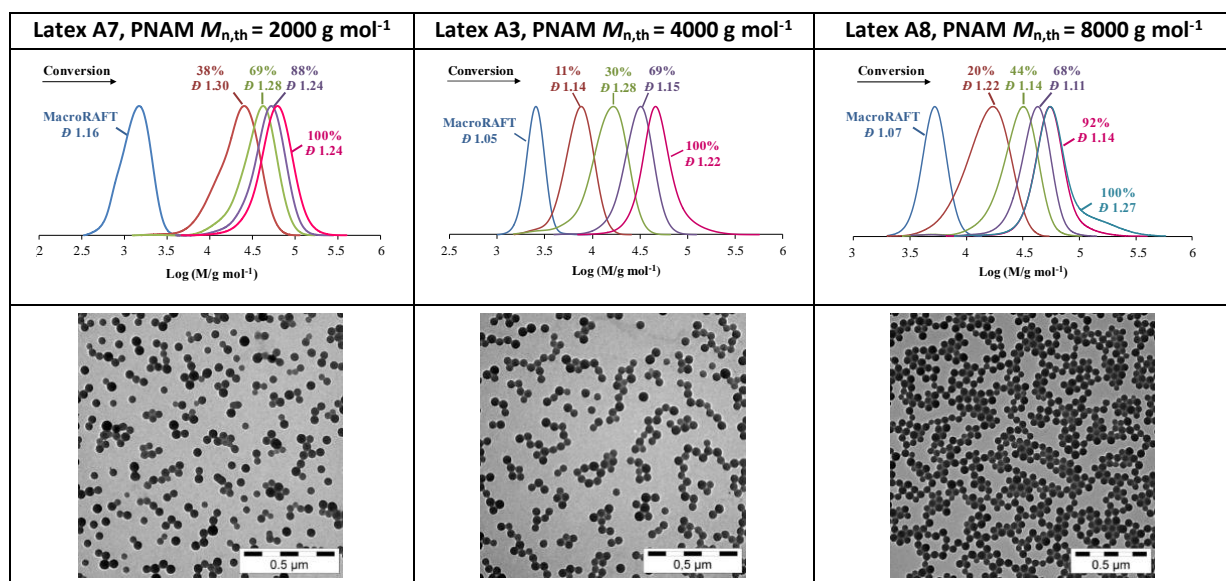 Latex A7, PNAM Mn,th = 2000 g mol-1
Conversion
38%
Đ 1.30
69%
Đ 1.28
88%
Đ 1.24
MacroRAFT
Đ 1.16
100%
Đ 1.24
2 2.5 3 3.5 4 4.5 5 5.5 6
Log (M/g mol-1)
0.5 µm
Latex A3, PNAM Mn,th = 4000 g mol-1
Conversion
11%
Đ 1.14
30%
Đ 1.28
69%
Đ 1.15
MacroRAFT
Đ 1.05
100%
Đ 1.22
2.5 3 3.5 4 4.5 5 5.5 6
Log (M/g mol-1)
0.5 µm
Latex A8, PNAM Mn,th = 8000 g mol-1
Conversion
20%
Đ 1.22
44%
Đ 1.14
68%
Đ 1.11
MacroRAFT
Đ 1.07
92%
Đ 1.14
100%
Đ 1.27
3 3.5 4 4.5 5 5.5 6
Log (M/g mol-1)
0.5 µm